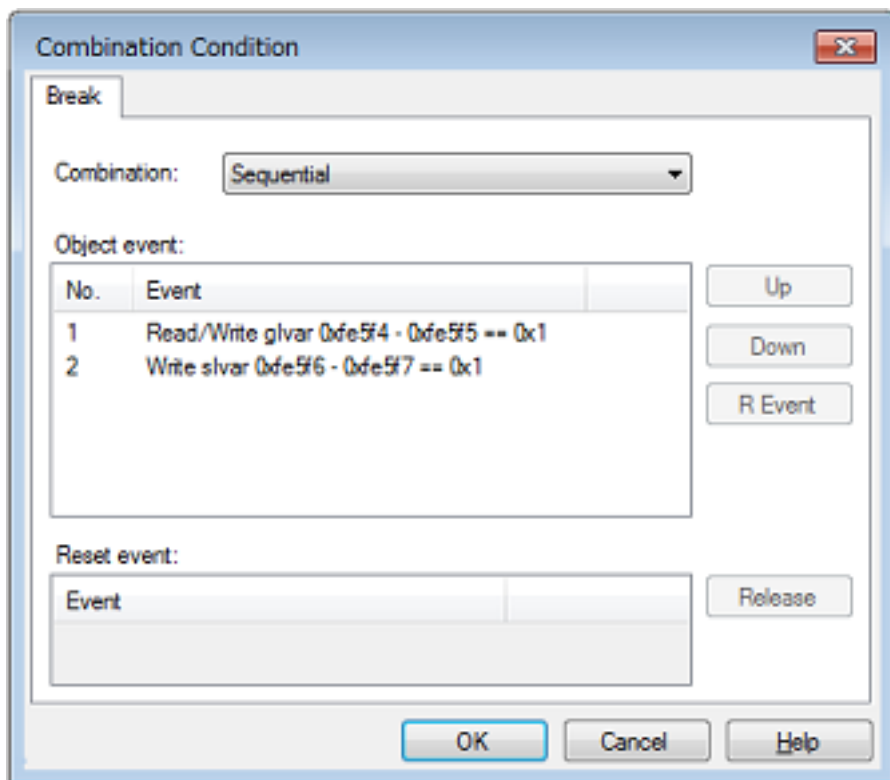 Combination Condition
Break
Combination: Sequential
Object event:
No. Event
1 Read/Write glvar 0xfe5f4 - 0xfe5f5 == 0x1
2 Write slvar 0xfe5f6 - 0xfe5f7 == 0x1
Up
Down
R Event
Reset event:
Event
Release
OK Cancel Help